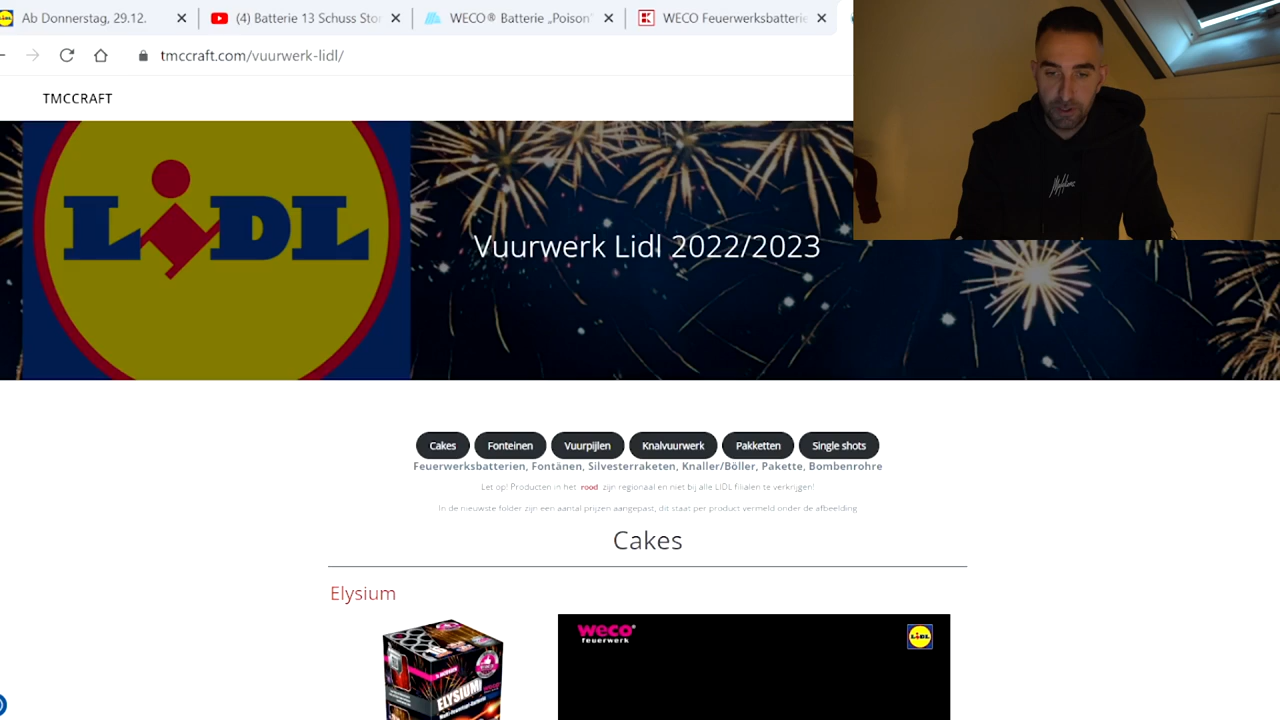 Ab Donnerstag, 29.12.
(4) Batterie 13 Schuss Sto
WECO® Batterie „Poison"
WECO Feuerwerksbatterie
tmccraft.com/vuurwerk-lidl/
TMCCRAFT
LiDL
Vuurwerk Lidl 2022/2023
Cakes
Fonteinen
Vuurpijlen
Knalvuurwerk
Pakketten
Single shots
Feuerwerksbatterien, Fontänen, Silvesterraketen, Knaller/Böller, Pakete, Bombenrohre
Let op! Producten in het rood zijn regionaal en niet bij alle LIDL filialen te verkrijgen!
In de nieuwste folder zijn een aantal prijzen aangepast, dit staat per product vermeld onder de afbeelding
Cakes
Elysium
weco
feuerwerk
LiDL
ELYSIUM